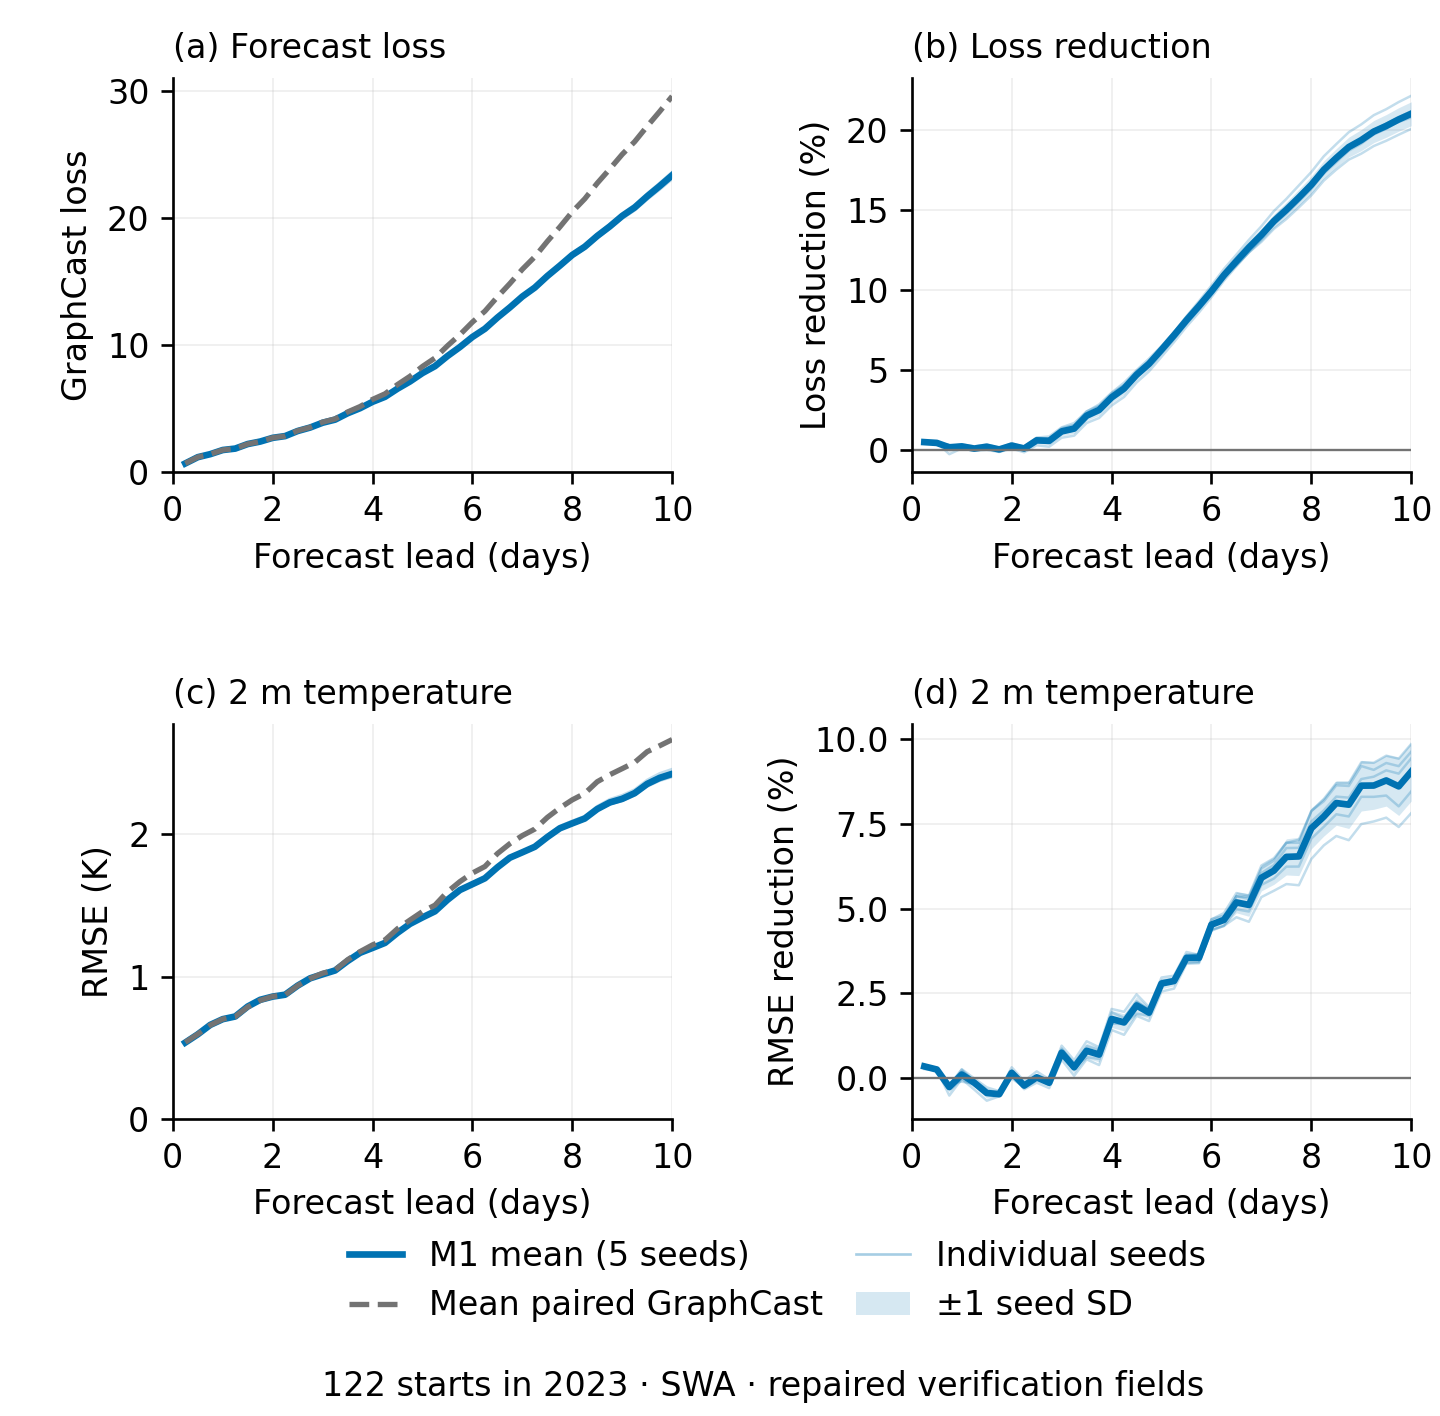 (a) Forecast loss
(b) Loss reduction
GraphCast loss
30
20
10
0
0 2 4 6 8 10
Forecast lead (days)
Loss reduction (%)
20
15
10
5
0
0 2 4 6 8 10
Forecast lead (days)
(c) 2 m temperature
(d) 2 m temperature
RMSE (K)
2
1
0
0 2 4 6 8 10
Forecast lead (days)
RMSE reduction (%)
10.0
7.5
5.0
2.5
0.0
0 2 4 6 8 10
Forecast lead (days)
M1 mean (5 seeds)
Individual seeds
Mean paired GraphCast
±1 seed SD
122 starts in 2023 · SWA · repaired verification fields